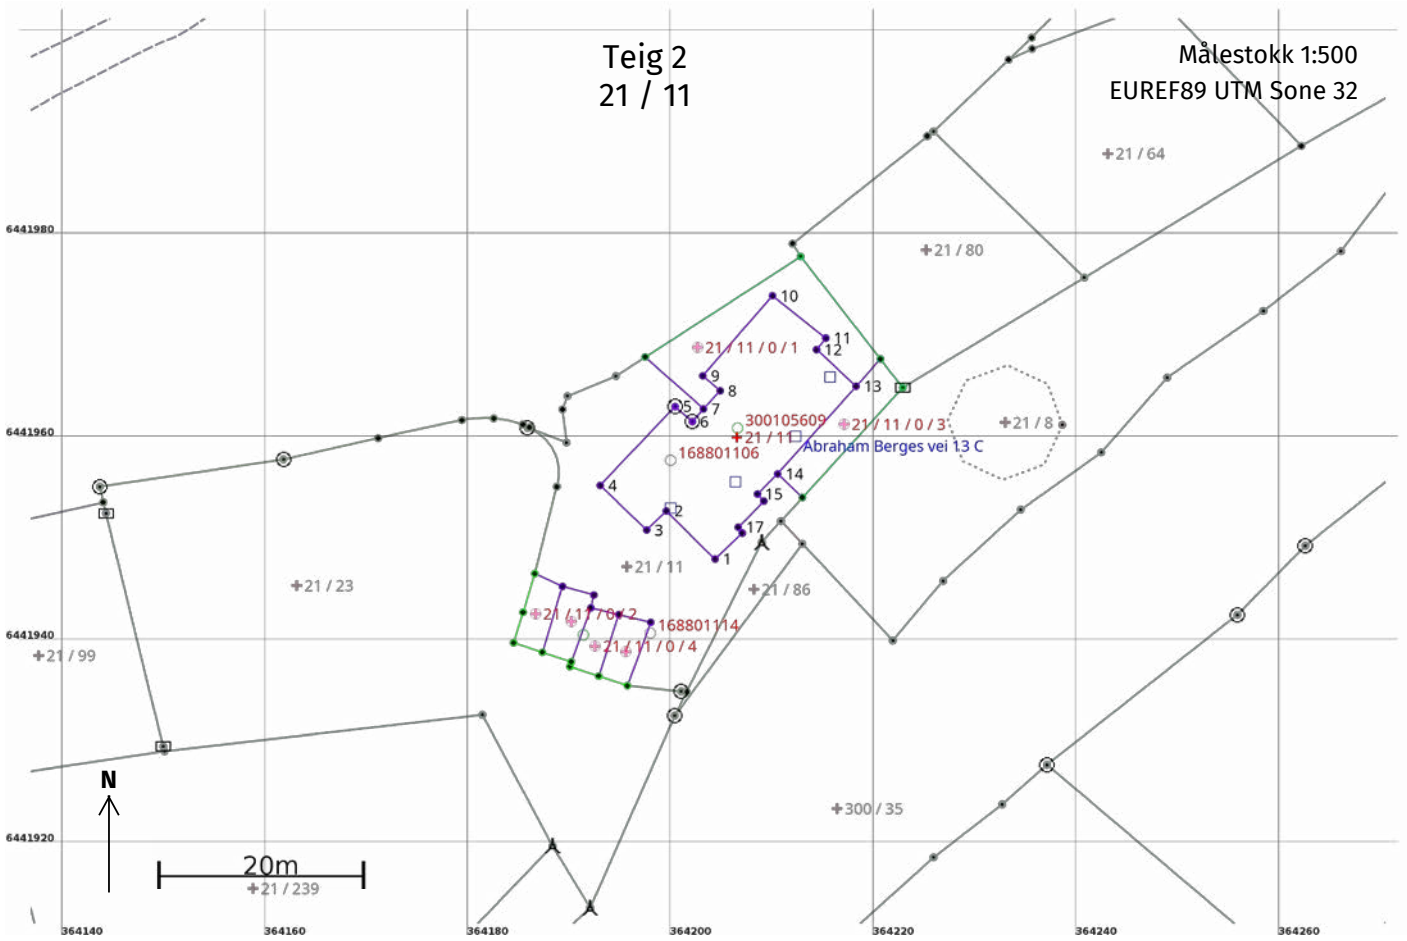 Teig 2
21 / 11
Målestokk 1:500
EUREF89 UTM Sone 32
21 / 64
6441980
21 / 80
10
11
21 / 11 / 0 / 1
12
9
13
8
5
7
6
300105609
21 / 11 / 0 / 3
21 / 8
6441960
21 / 11
Abraham Berges vei 13 C
168801106
14
4
15
2
3
17
1
21 / 11
21 / 23
21 / 86
21 / 11 / 0 / 2
168801114
6441940
21 / 11 / 0 / 4
21 / 99
N
300 / 35
6441920
20m
21 / 239
364140
364160
364180
364200
364220
364240
364260